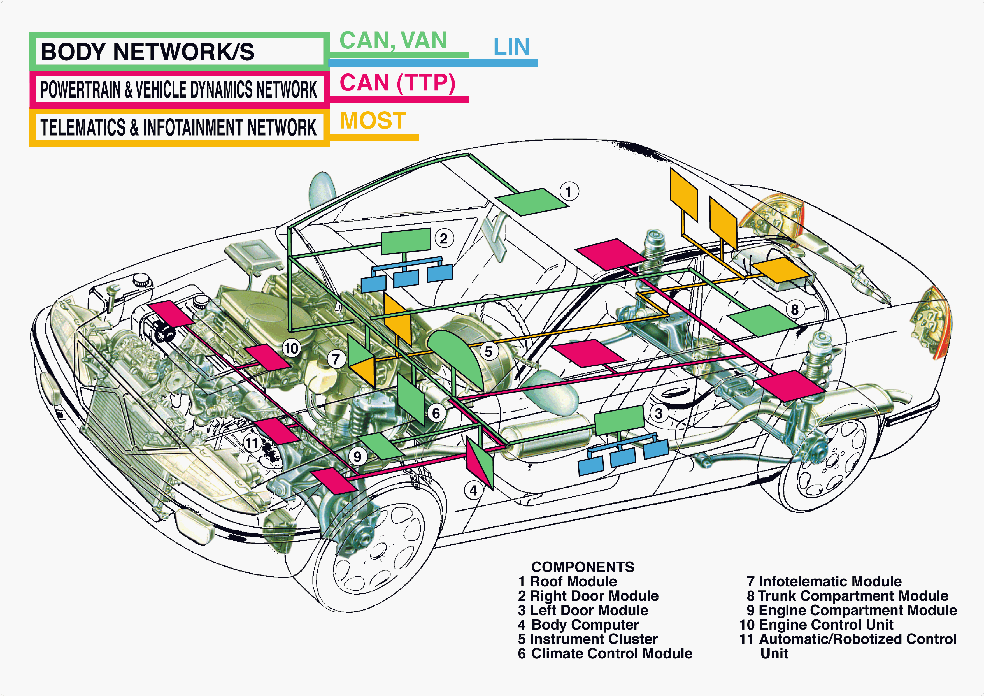 BODY NETWORK/S
CAN, VAN
LIN
POWERTRAIN & VEHICLE DYNAMICS NETWORK
CAN (TTP)
TELEMATICS & INFOTAINMENT NETWORK
MOST
1
2
8
10
7
5
6
3
11
9
4
COMPONENTS
1 Roof Module
2 Right Door Module
3 Left Door Module
4 Body Computer
5 Instrument Cluster
6 Climate Control Module
7 Infotelematic Module
8 Trunk Compartment Module
9 Engine Compartment Module
10 Engine Control Unit
11 Automatic/Robotized Control
Unit